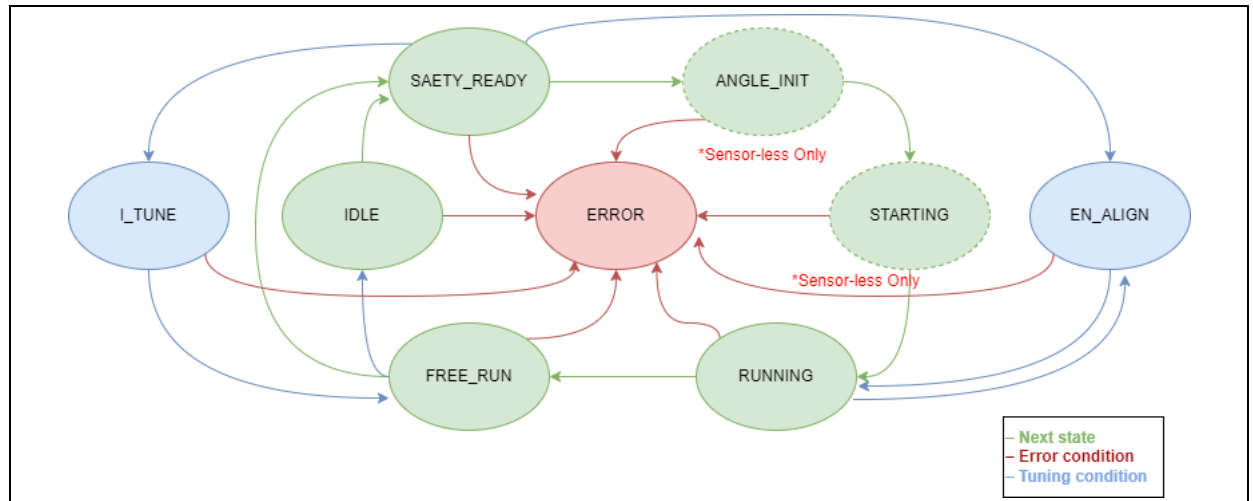 SAETY_READY
ANGLE_INIT
*Sensor-less Only
I_TUNE
IDLE
ERROR
STARTING
EN_ALIGN
*Sensor-less Only
FREE_RUN
RUNNING
– Next state
– Error condition
– Tuning condition